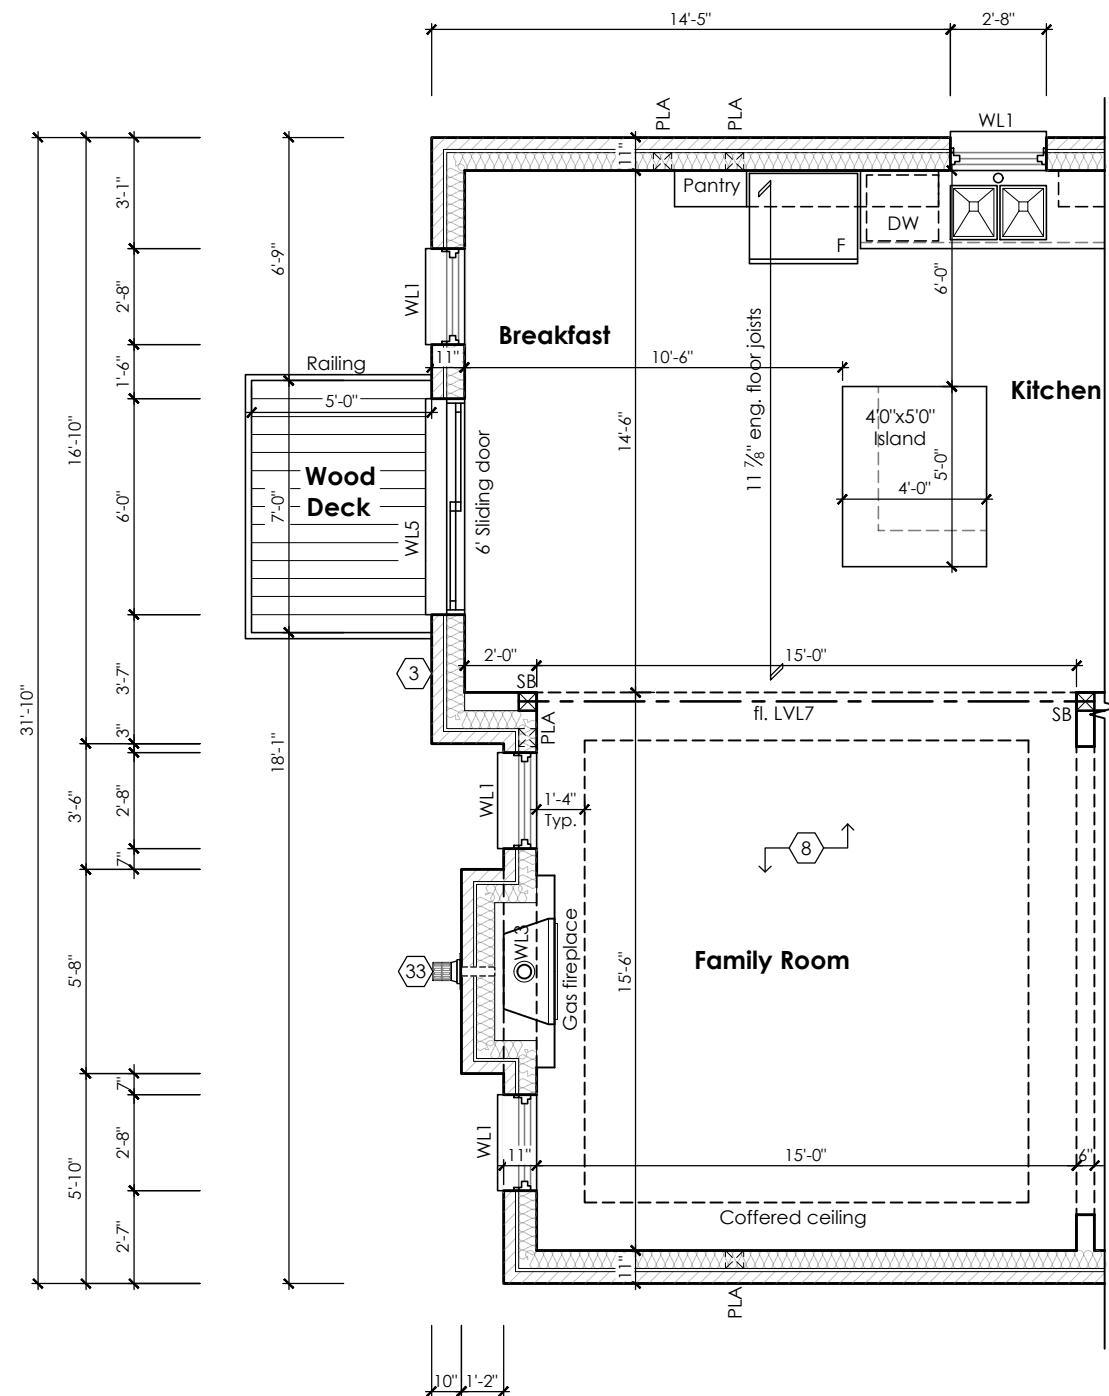 14'-5"
2'-8"
PLA
PLA
WL1
11"
3'-1"
Pantry
DW
F
6'-9"
6'-0"
2'-8"
WL1
Breakfast
11"
10'-6"
11 ⅞" eng. floor joists
1'-6"
Railing
5'-0"
Kitchen
4'0"x5'0"
Island
5'-0"
4'-0"
16'-10"
14'-6"
Wood
Deck
7'-0"
6'-0"
WL5
6' Sliding door
31'-10"
3'-7"
3
2'-0"
15'-0"
SB
SB
fl. LVL7
PLA
3"
18'-1"
3'-6"
2'-8"
WL1
1'-4"
Typ.
8
7"
5'-8"
33
WL3
Gas fireplace
Family Room
15'-6"
7"
5'-10"
2'-8"
WL1
11"
15'-0"
6"
2'-7"
Coffered ceiling
11"
PLA
10"
1'-2"